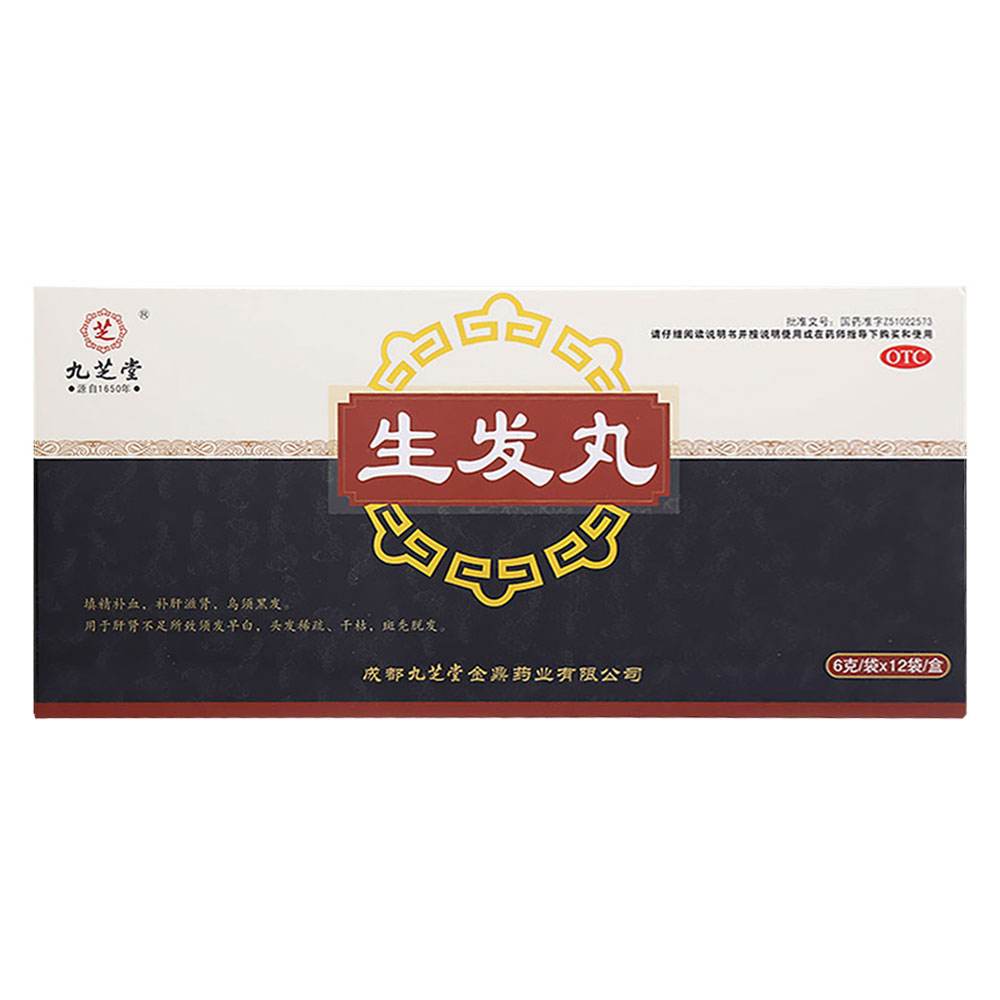 芝
®
九芝堂
●源自1650年●
批准文号：国药准字Z51022573
请仔细阅读说明书并按说明使用或在药师指导下购买和使用
OTC
生发丸
填精补血，补肝滋肾，乌须黑发。
用于肝肾不足所致须发早白，头发稀疏、干枯，斑秃脱发。
6克/袋x12袋/盒
成都九芝堂金鼎药业有限公司